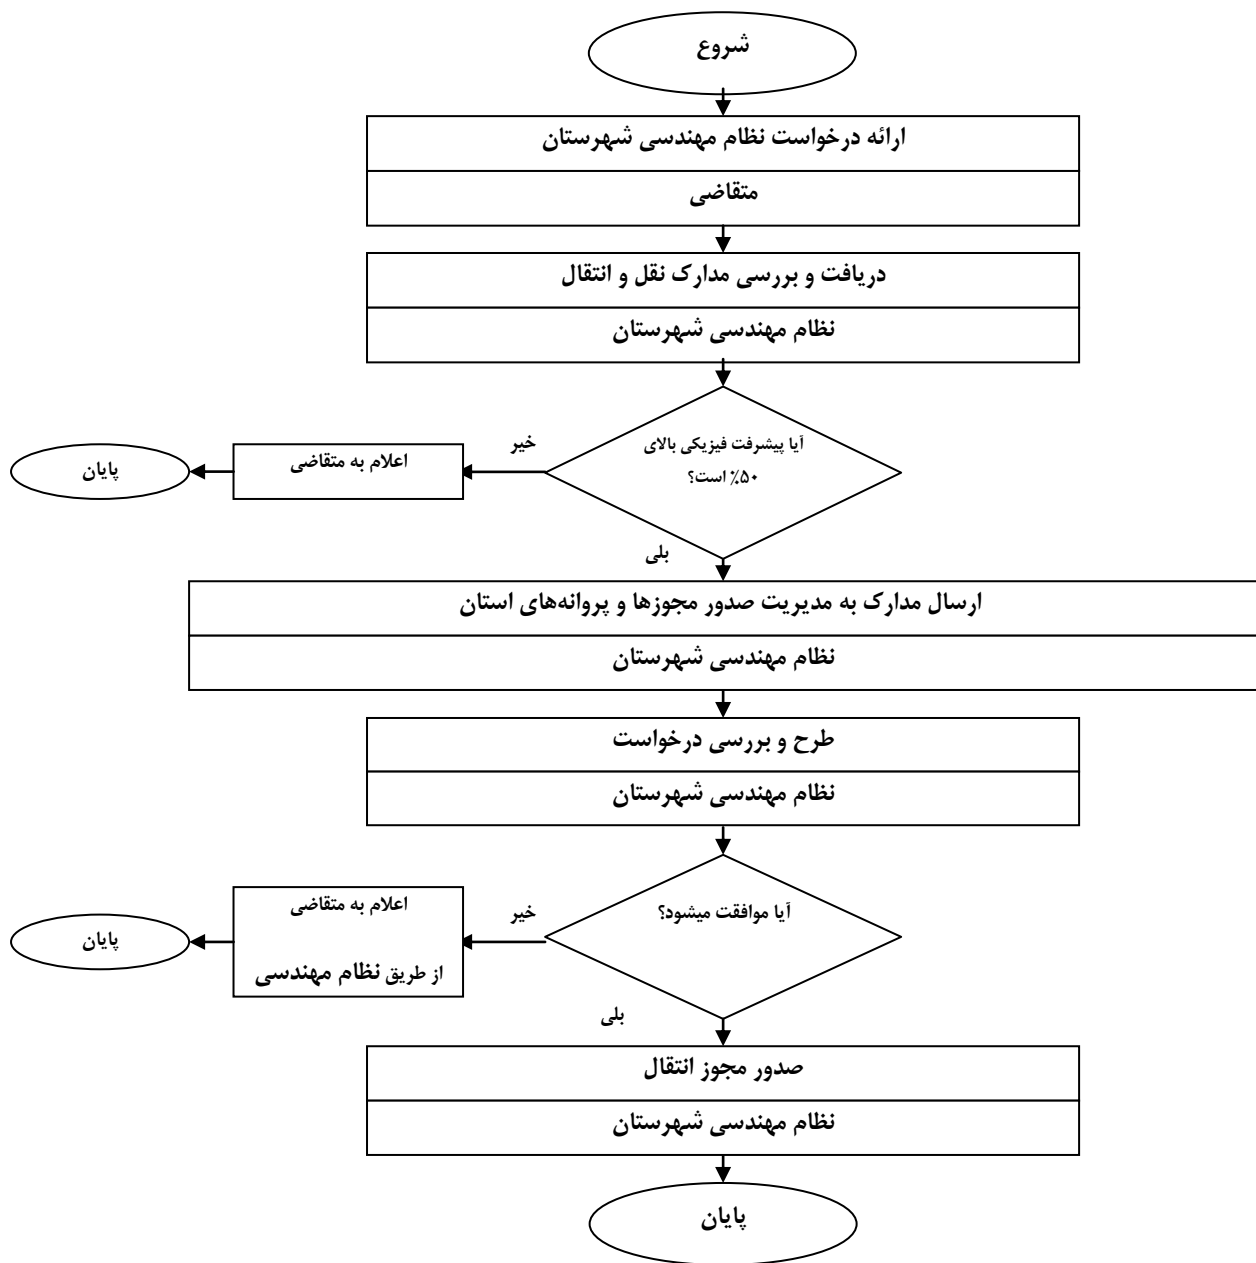 شروع
ارائه درخواست نظام مهندسی شهرستان
متقاضی
دریافت و بررسی مدارک نقل و انتقال
نظام مهندسی شهرستان
آیا پیشرفت فیزیکی بالای
۵۰٪ است؟
خیر
اعلام به متقاضی
پایان
بلی
ارسال مدارک به مدیریت صدور مجوزها و پروانه‌های استان
نظام مهندسی شهرستان
طرح و بررسی درخواست
نظام مهندسی شهرستان
آیا موافقت میشود؟
خیر
اعلام به متقاضی
از طریق نظام مهندسی
پایان
بلی
صدور مجوز انتقال
نظام مهندسی شهرستان
پایان